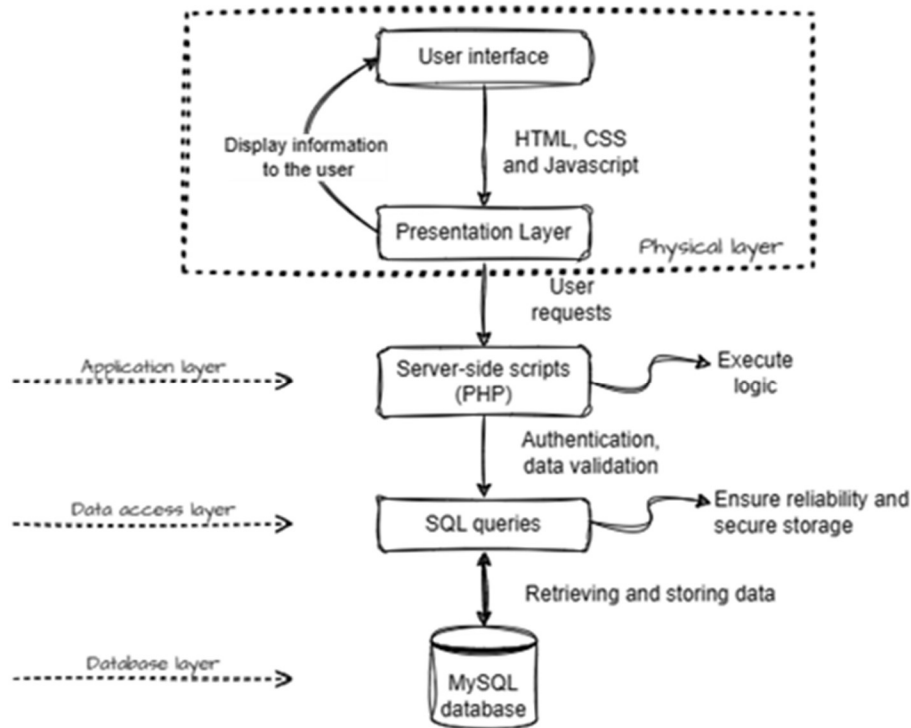 User interface
HTML, CSS
and Javascript
Display information
to the user
Presentation Layer
Physical layer
User
requests
Application layer
Server-side scripts
(PHP)
Execute
logic
Authentication,
data validation
Data access layer
SQL queries
Ensure reliability and
secure storage
Retrieving and storing data
Database layer
MySQL
database